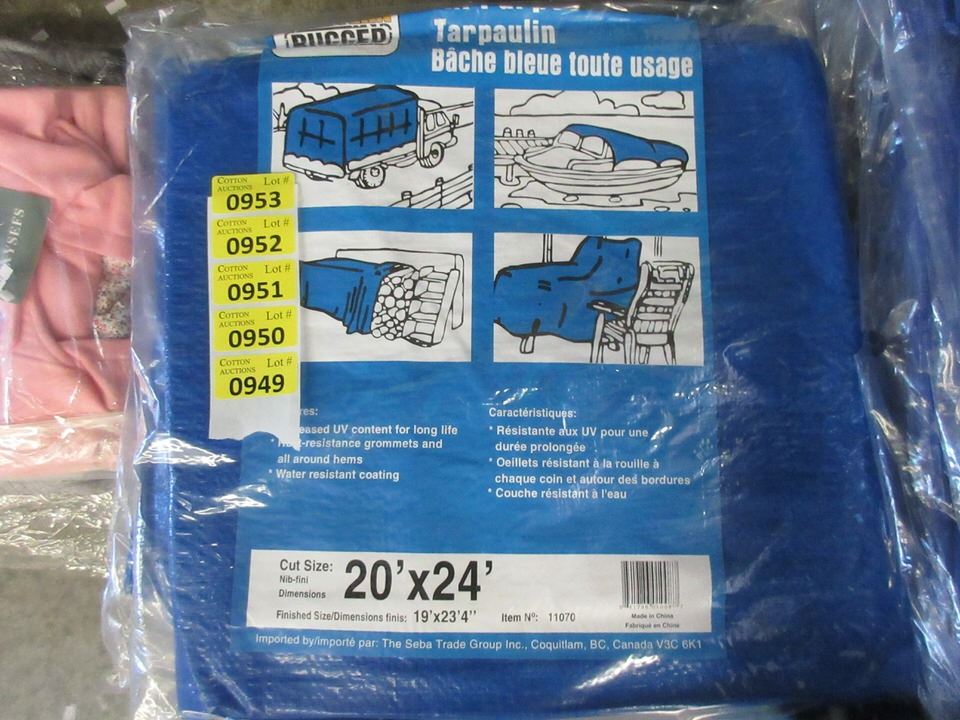 RUGGED
Tarpaulin
Bâche bleue toute usage
COTTON AUCTIONS Lot #
0953
COTTON AUCTIONS Lot #
0952
COTTON AUCTIONS Lot #
0951
COTTON AUCTIONS Lot #
0950
COTTON AUCTIONS Lot #
0949
UV content for long life
-resistance grommets and
all around hems
* Water resistant coating
Caractéristiques:
* Résistante aux UV pour une
durée prolongée
* Oeillets résistant à la rouille à
chaque coin et autour des bordures
* Couche résistant à l'eau
Cut Size:
Nib-fini
Dimensions
20'x24'
Finished Size/Dimensions finis: 19'x23'4" Item Nº: 11070
Made in China
Fabriqué en Chine
Imported by/importé par: The Seba Trade Group Inc., Coquitlam, BC, Canada V3C 6K1